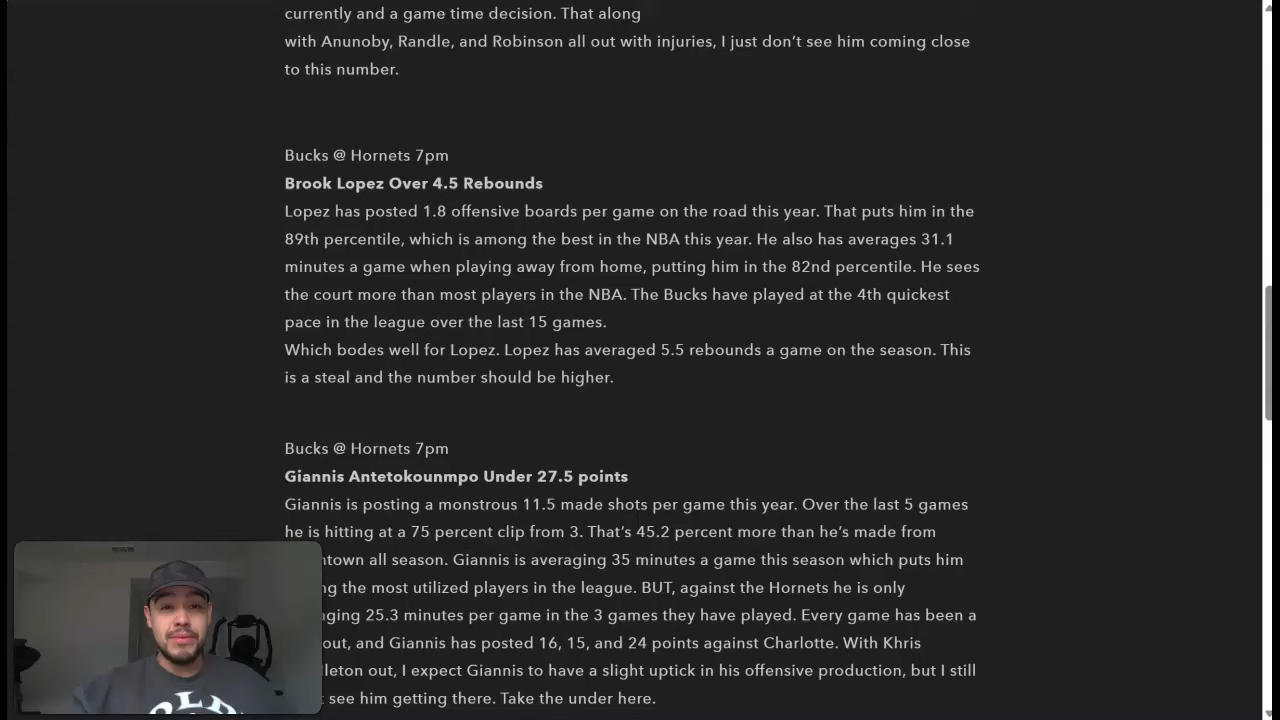 currently and a game time decision. That along
with Anunoby, Randle, and Robinson all out with injuries, I just don’t see him coming close
to this number.
Bucks @ Hornets 7pm
Brook Lopez Over 4.5 Rebounds
Lopez has posted 1.8 offensive boards per game on the road this year. That puts him in the
89th percentile, which is among the best in the NBA this year. He also has averages 31.1
minutes a game when playing away from home, putting him in the 82nd percentile. He sees
the court more than most players in the NBA. The Bucks have played at the 4th quickest
pace in the league over the last 15 games.
Which bodes well for Lopez. Lopez has averaged 5.5 rebounds a game on the season. This
is a steal and the number should be higher.
Bucks @ Hornets 7pm
Giannis Antetokounmpo Under 27.5 points
Giannis is posting a monstrous 11.5 made shots per game this year. Over the last 5 games
he is hitting at a 75 percent clip from 3. That’s 45.2 percent more than he’s made from
ntown all season. Giannis is averaging 35 minutes a game this season which puts him
ng the most utilized players in the league. BUT, against the Hornets he is only
aging 25.3 minutes per game in the 3 games they have played. Every game has been a
out, and Giannis has posted 16, 15, and 24 points against Charlotte. With Khris
dleton out, I expect Giannis to have a slight uptick in his offensive production, but I still
see him getting there. Take the under here.